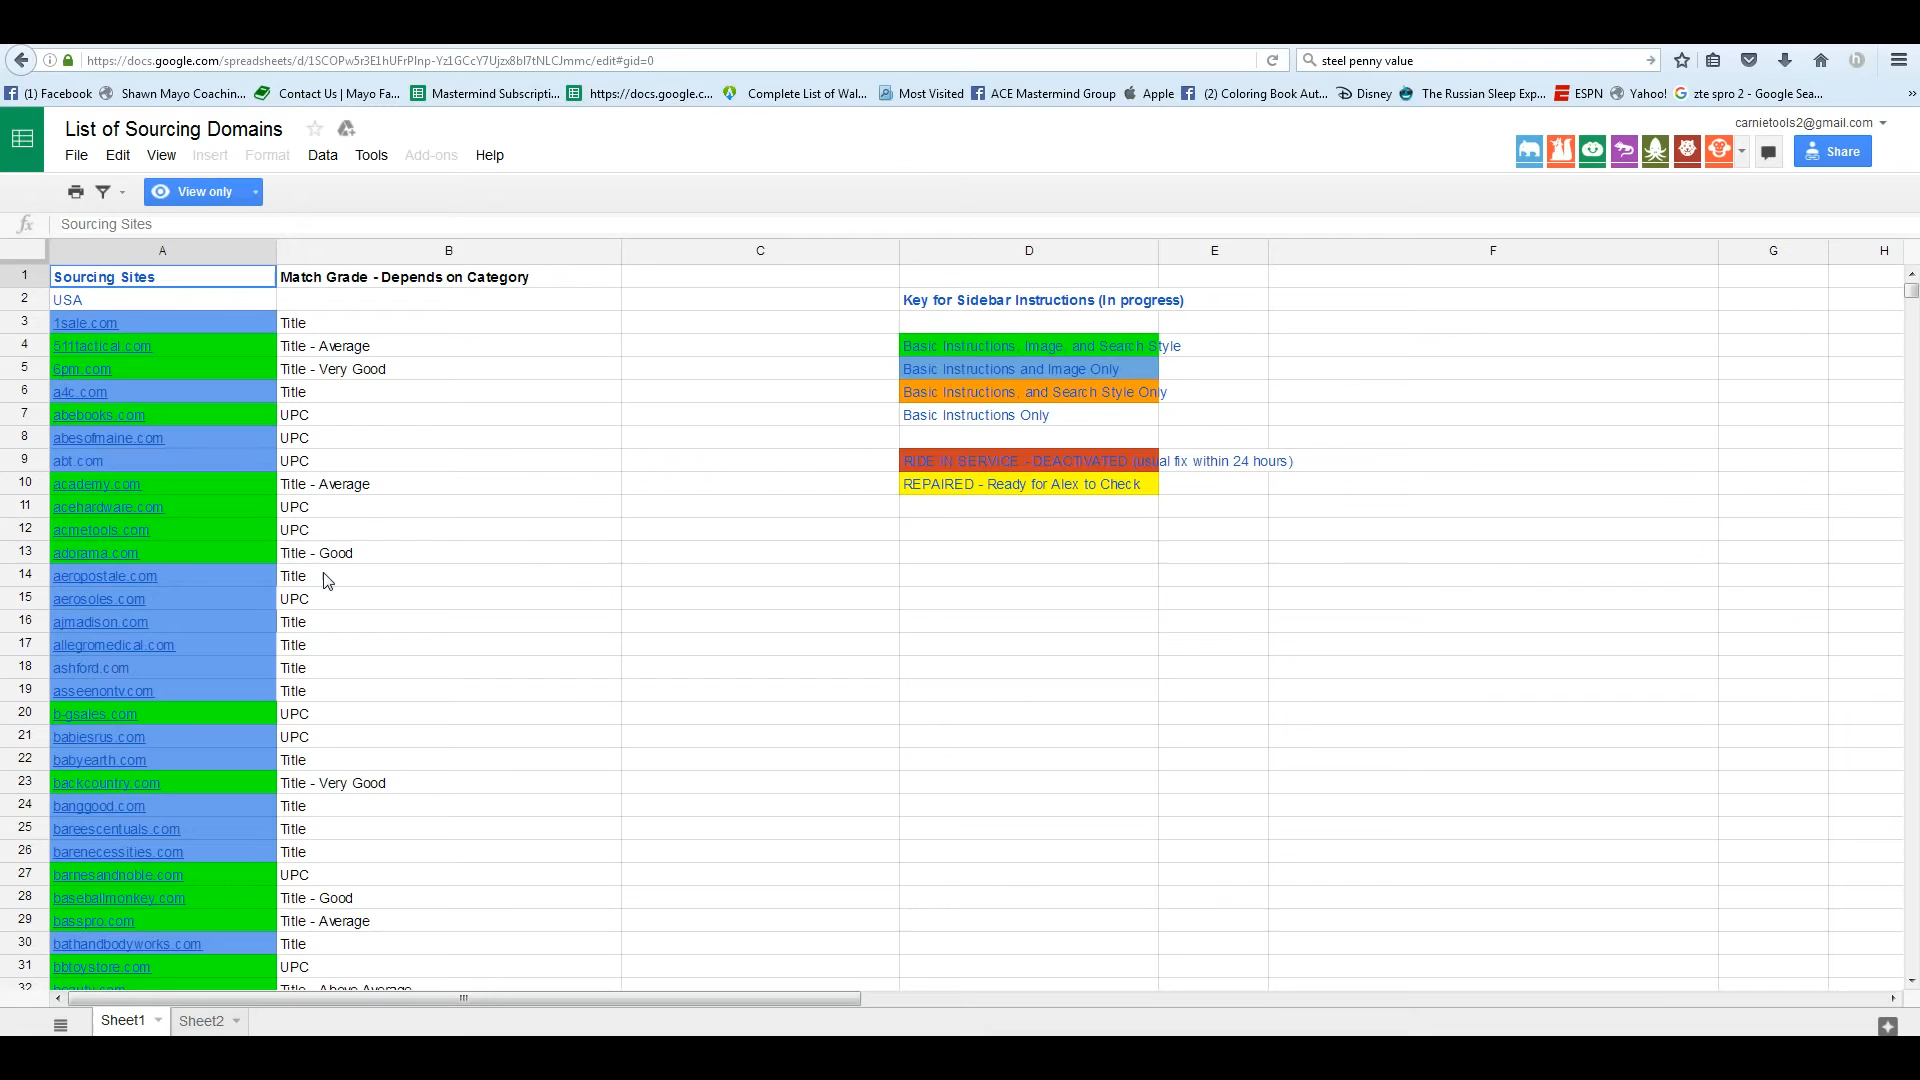 https://docs.google.com/spreadsheets/d/1SCOPw5r3E1hUFrPInp-Yz1GCcY7Ujzx8bl7tNLCJmmc/edit#gid=0
steel penny value
(1) Facebook Shawn Mayo Coachin... Contact Us | Mayo Fa... Mastermind Subscripti... https://docs.google.c... Complete List of Wal... Most Visited ACE Mastermind Group Apple (2) Coloring Book Aut... Disney The Russian Sleep Exp... ESPN Yahoo! zte spro 2 - Google Sea... »
List of Sourcing Domains
carnietools2@gmail.com
File Edit View Insert Format Data Tools Add-ons Help
Share
View only
fx Sourcing Sites
A B C D E F G H
1 Sourcing Sites Match Grade - Depends on Category
2 USA Key for Sidebar Instructions (In progress)
3 1sale.com Title
4 511tactical.com Title - Average Basic Instructions, Image, and Search Style
5 6pm.com Title - Very Good Basic Instructions and Image Only
6 a4c.com Title Basic Instructions, and Search Style Only
7 abebooks.com UPC Basic Instructions Only
8 abesofmaine.com UPC
9 abt.com UPC RIDE IN SERVICE - DEACTIVATED (usual fix within 24 hours)
10 academy.com Title - Average REPAIRED - Ready for Alex to Check
11 acehardware.com UPC
12 acmetools.com UPC
13 adorama.com Title - Good
14 aeropostale.com Title
15 aerosoles.com UPC
16 ajmadison.com Title
17 allegromedical.com Title
18 ashford.com Title
19 asseenontv.com Title
20 b-gsales.com UPC
21 babiesrus.com UPC
22 babyearth.com Title
23 backcountry.com Title - Very Good
24 banggood.com Title
25 bareescentuals.com Title
26 barenecessities.com Title
27 barnesandnoble.com UPC
28 baseballmonkey.com Title - Good
29 basspro.com Title - Average
30 bathandbodyworks.com Title
31 bbtoystore.com UPC
32 beauty.com Title - Above Average
Sheet1 Sheet2